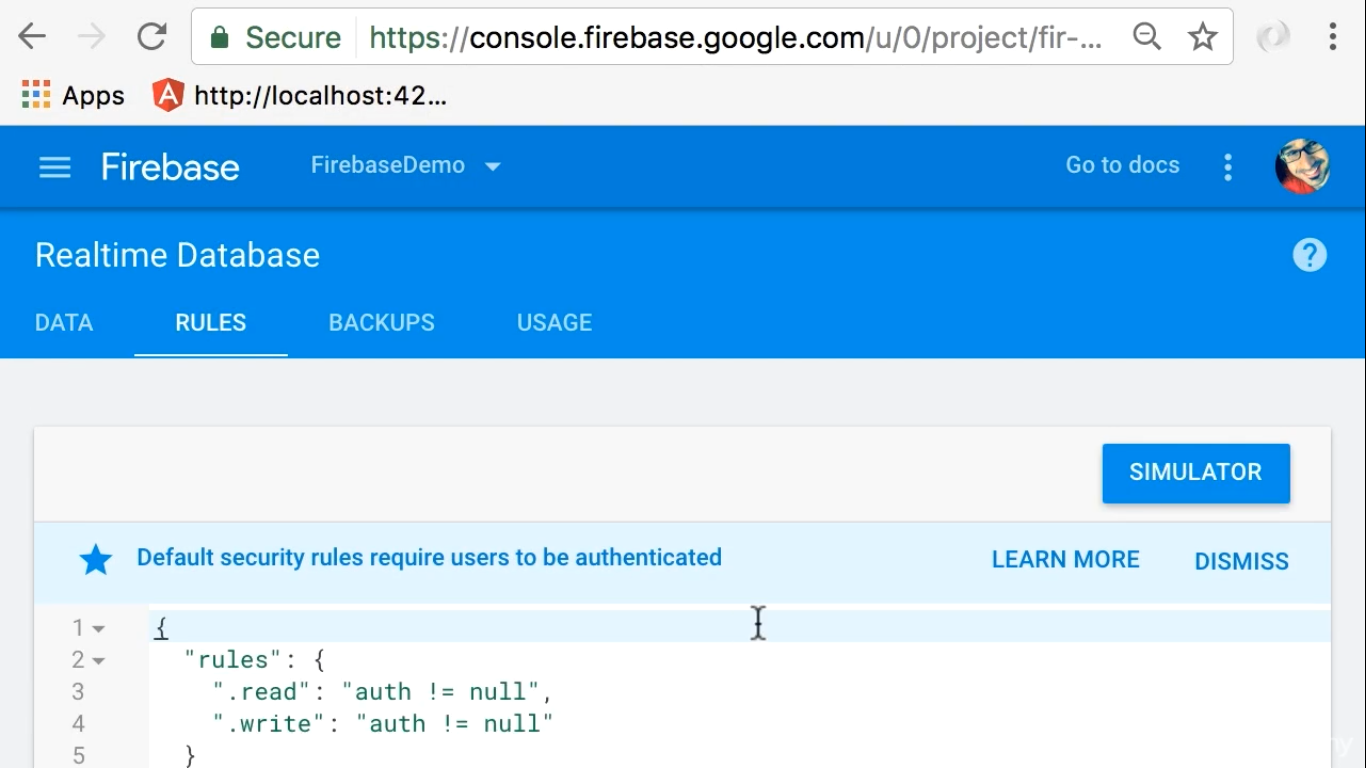 Secure https://console.firebase.google.com/u/0/project/fir-...
Apps http://localhost:42...
Firebase FirebaseDemo Go to docs
Realtime Database ?
DATA RULES BACKUPS USAGE
SIMULATOR
Default security rules require users to be authenticated LEARN MORE DISMISS
1 {
2 "rules": {
3 ".read": "auth != null",
4 ".write": "auth != null"
5 }